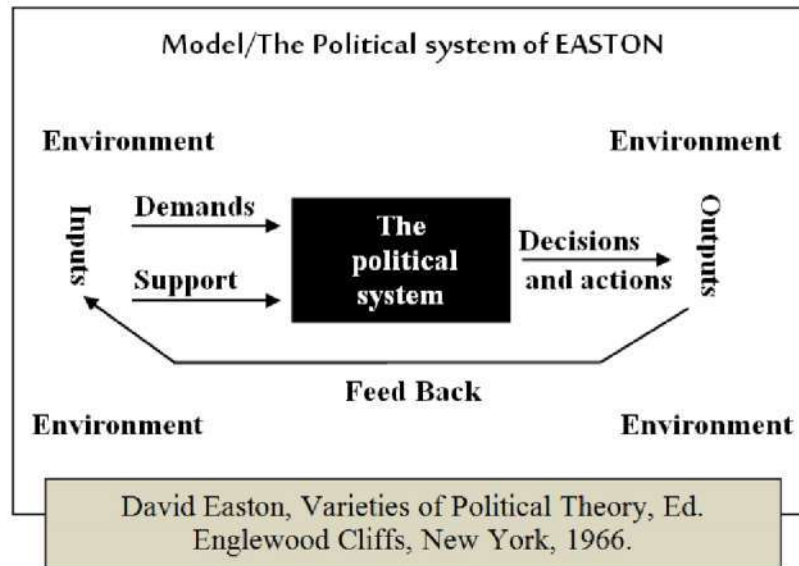 Model/The Political system of EASTON
Environment
Environment
Inputs
Demands
Support
The
political
system
Decisions
and actions
Outputs
Feed Back
Environment
Environment
David Easton, Varieties of Political Theory, Ed.
Englewood Cliffs, New York, 1966.